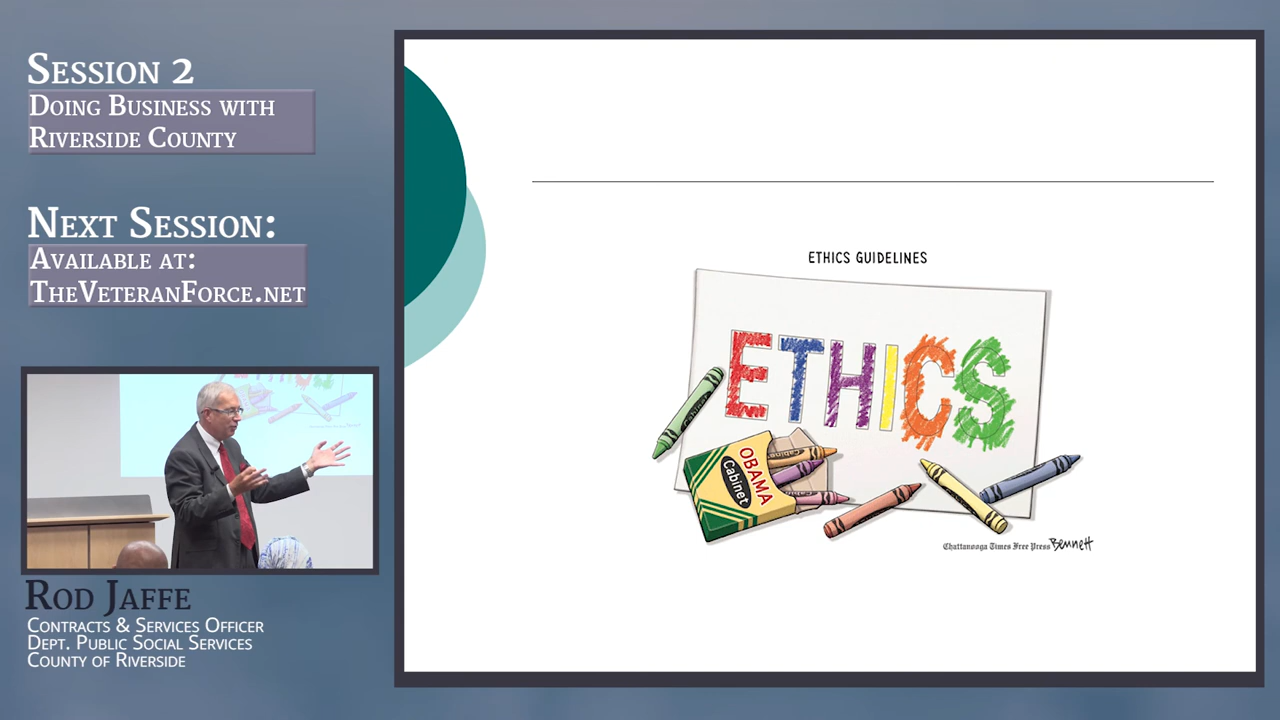 SESSION 2
DOING BUSINESS WITH
RIVERSIDE COUNTY
NEXT SESSION:
AVAILABLE AT:
THEVETERANFORCE.NET
ROD JAFFE
CONTRACTS & SERVICES OFFICER
DEPT. PUBLIC SOCIAL SERVICES
COUNTY OF RIVERSIDE
ETHICS GUIDELINES
ETHICS
Cabinet
OBAMA
Cabinet
Chattanooga Times Free Press Bennett